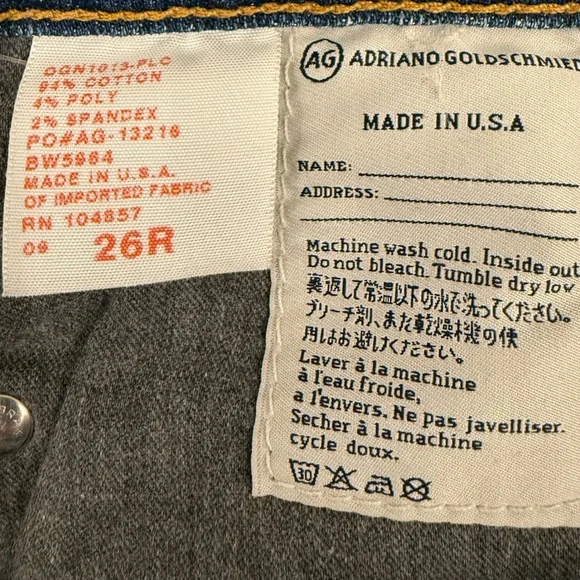 DGN1013-PLC
94% COTTON
4% POLY
2% SPANDEX
PO#AG-13216
BW5984
MADE IN U.S.A.
OF IMPORTED FABRIC
RN 104857
09 26R
AG ADRIANO GOLDSCHMIED
MADE IN U.S.A
NAME:
ADDRESS:
Machine wash cold. Inside out
Do not bleach. Tumble dry low
裏返して常温以下の水で洗ってください。
ブリーチ剤、また乾燥機の使
用はお避けください。
Laver à la machine
à l'eau froide,
a l'envers. Ne pas javelliser.
Secher à la machine
cycle doux.
30